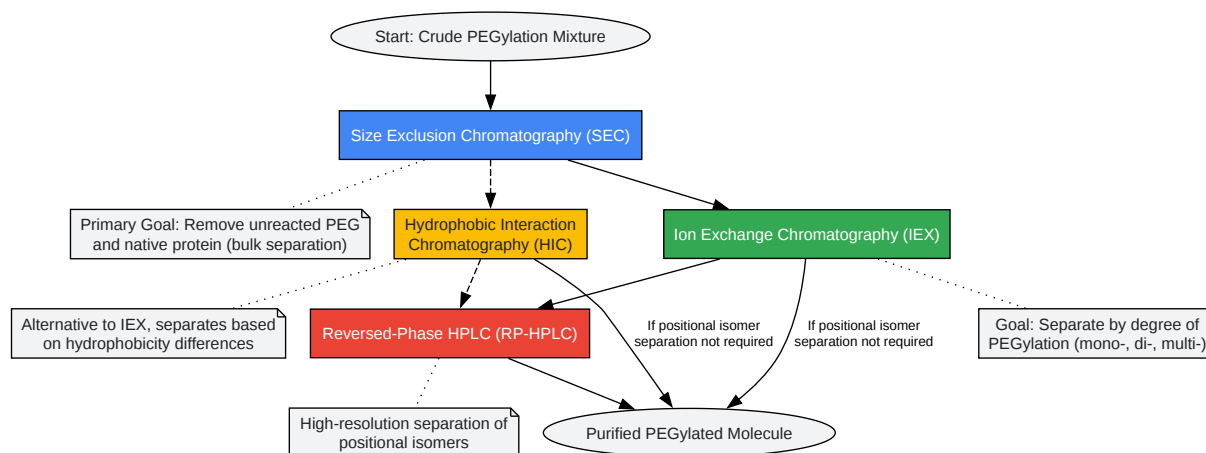 Start: Crude PEGylation Mixture
Size Exclusion Chromatography (SEC)
Primary Goal: Remove unreacted PEG
and native protein (bulk separation)
Hydrophobic Interaction
Chromatography (HIC)
Ion Exchange Chromatography (IEX)
Alternative to IEX, separates based
on hydrophobicity differences
Reversed-Phase HPLC (RP-HPLC)
If positional isomer
separation not required
If positional isomer
separation not required
Goal: Separate by degree of
PEGylation (mono-, di-, multi-)
High-resolution separation of
positional isomers
Purified PEGylated Molecule